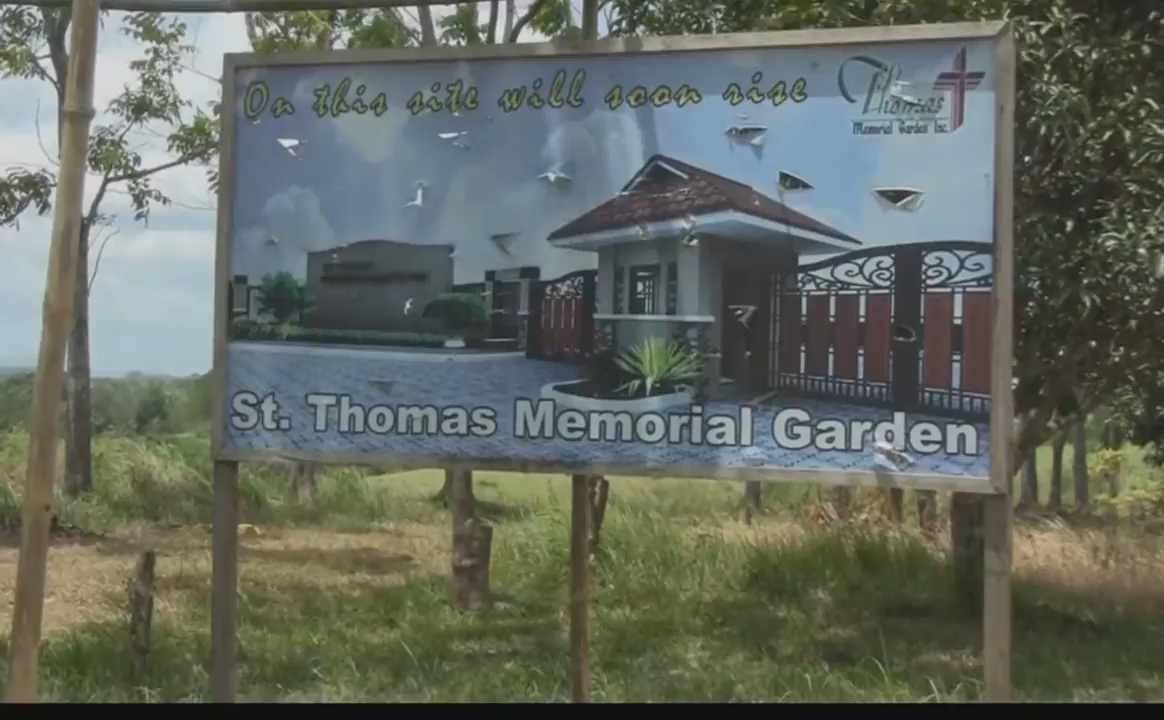 On this site will soon rise
Thomas
Memorial Garden Inc.
St. Thomas Memorial Garden